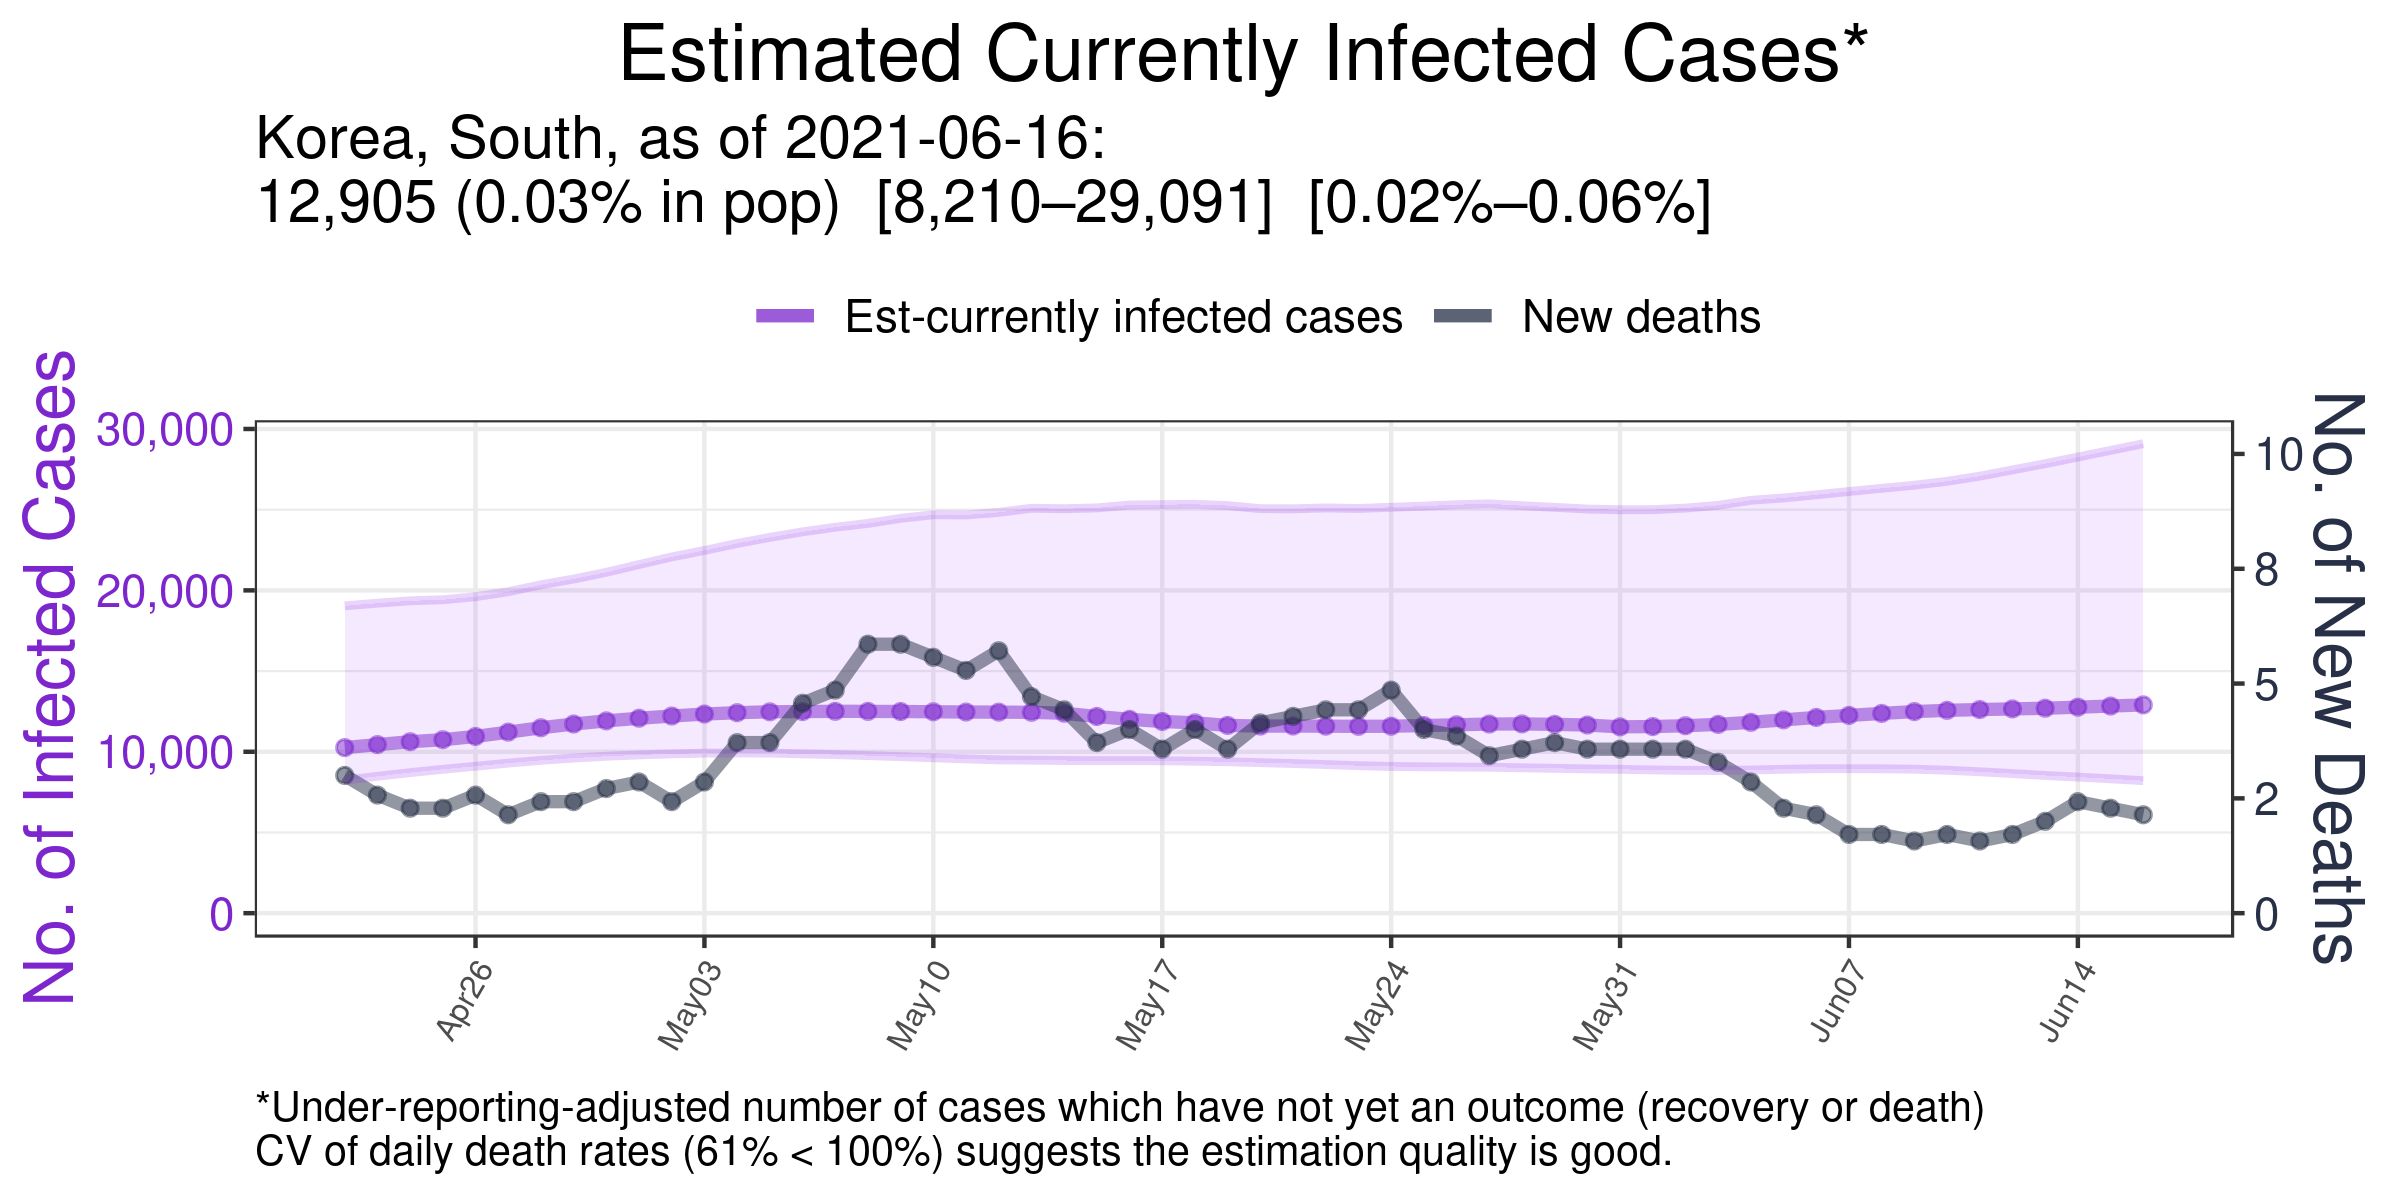 Estimated Currently Infected Cases*
Korea, South, as of 2021-06-16:
12,905 (0.03% in pop)  [8,210–29,091]  [0.02%–0.06%]
Est-currently infected cases
New deaths
No. of Infected Cases
30,000
20,000
10,000
0
No. of New Deaths
10
8
5
2
0
Apr26
May03
May10
May17
May24
May31
Jun07
Jun14
*Under-reporting-adjusted number of cases which have not yet an outcome (recovery or death)
CV of daily death rates (61% < 100%) suggests the estimation quality is good.